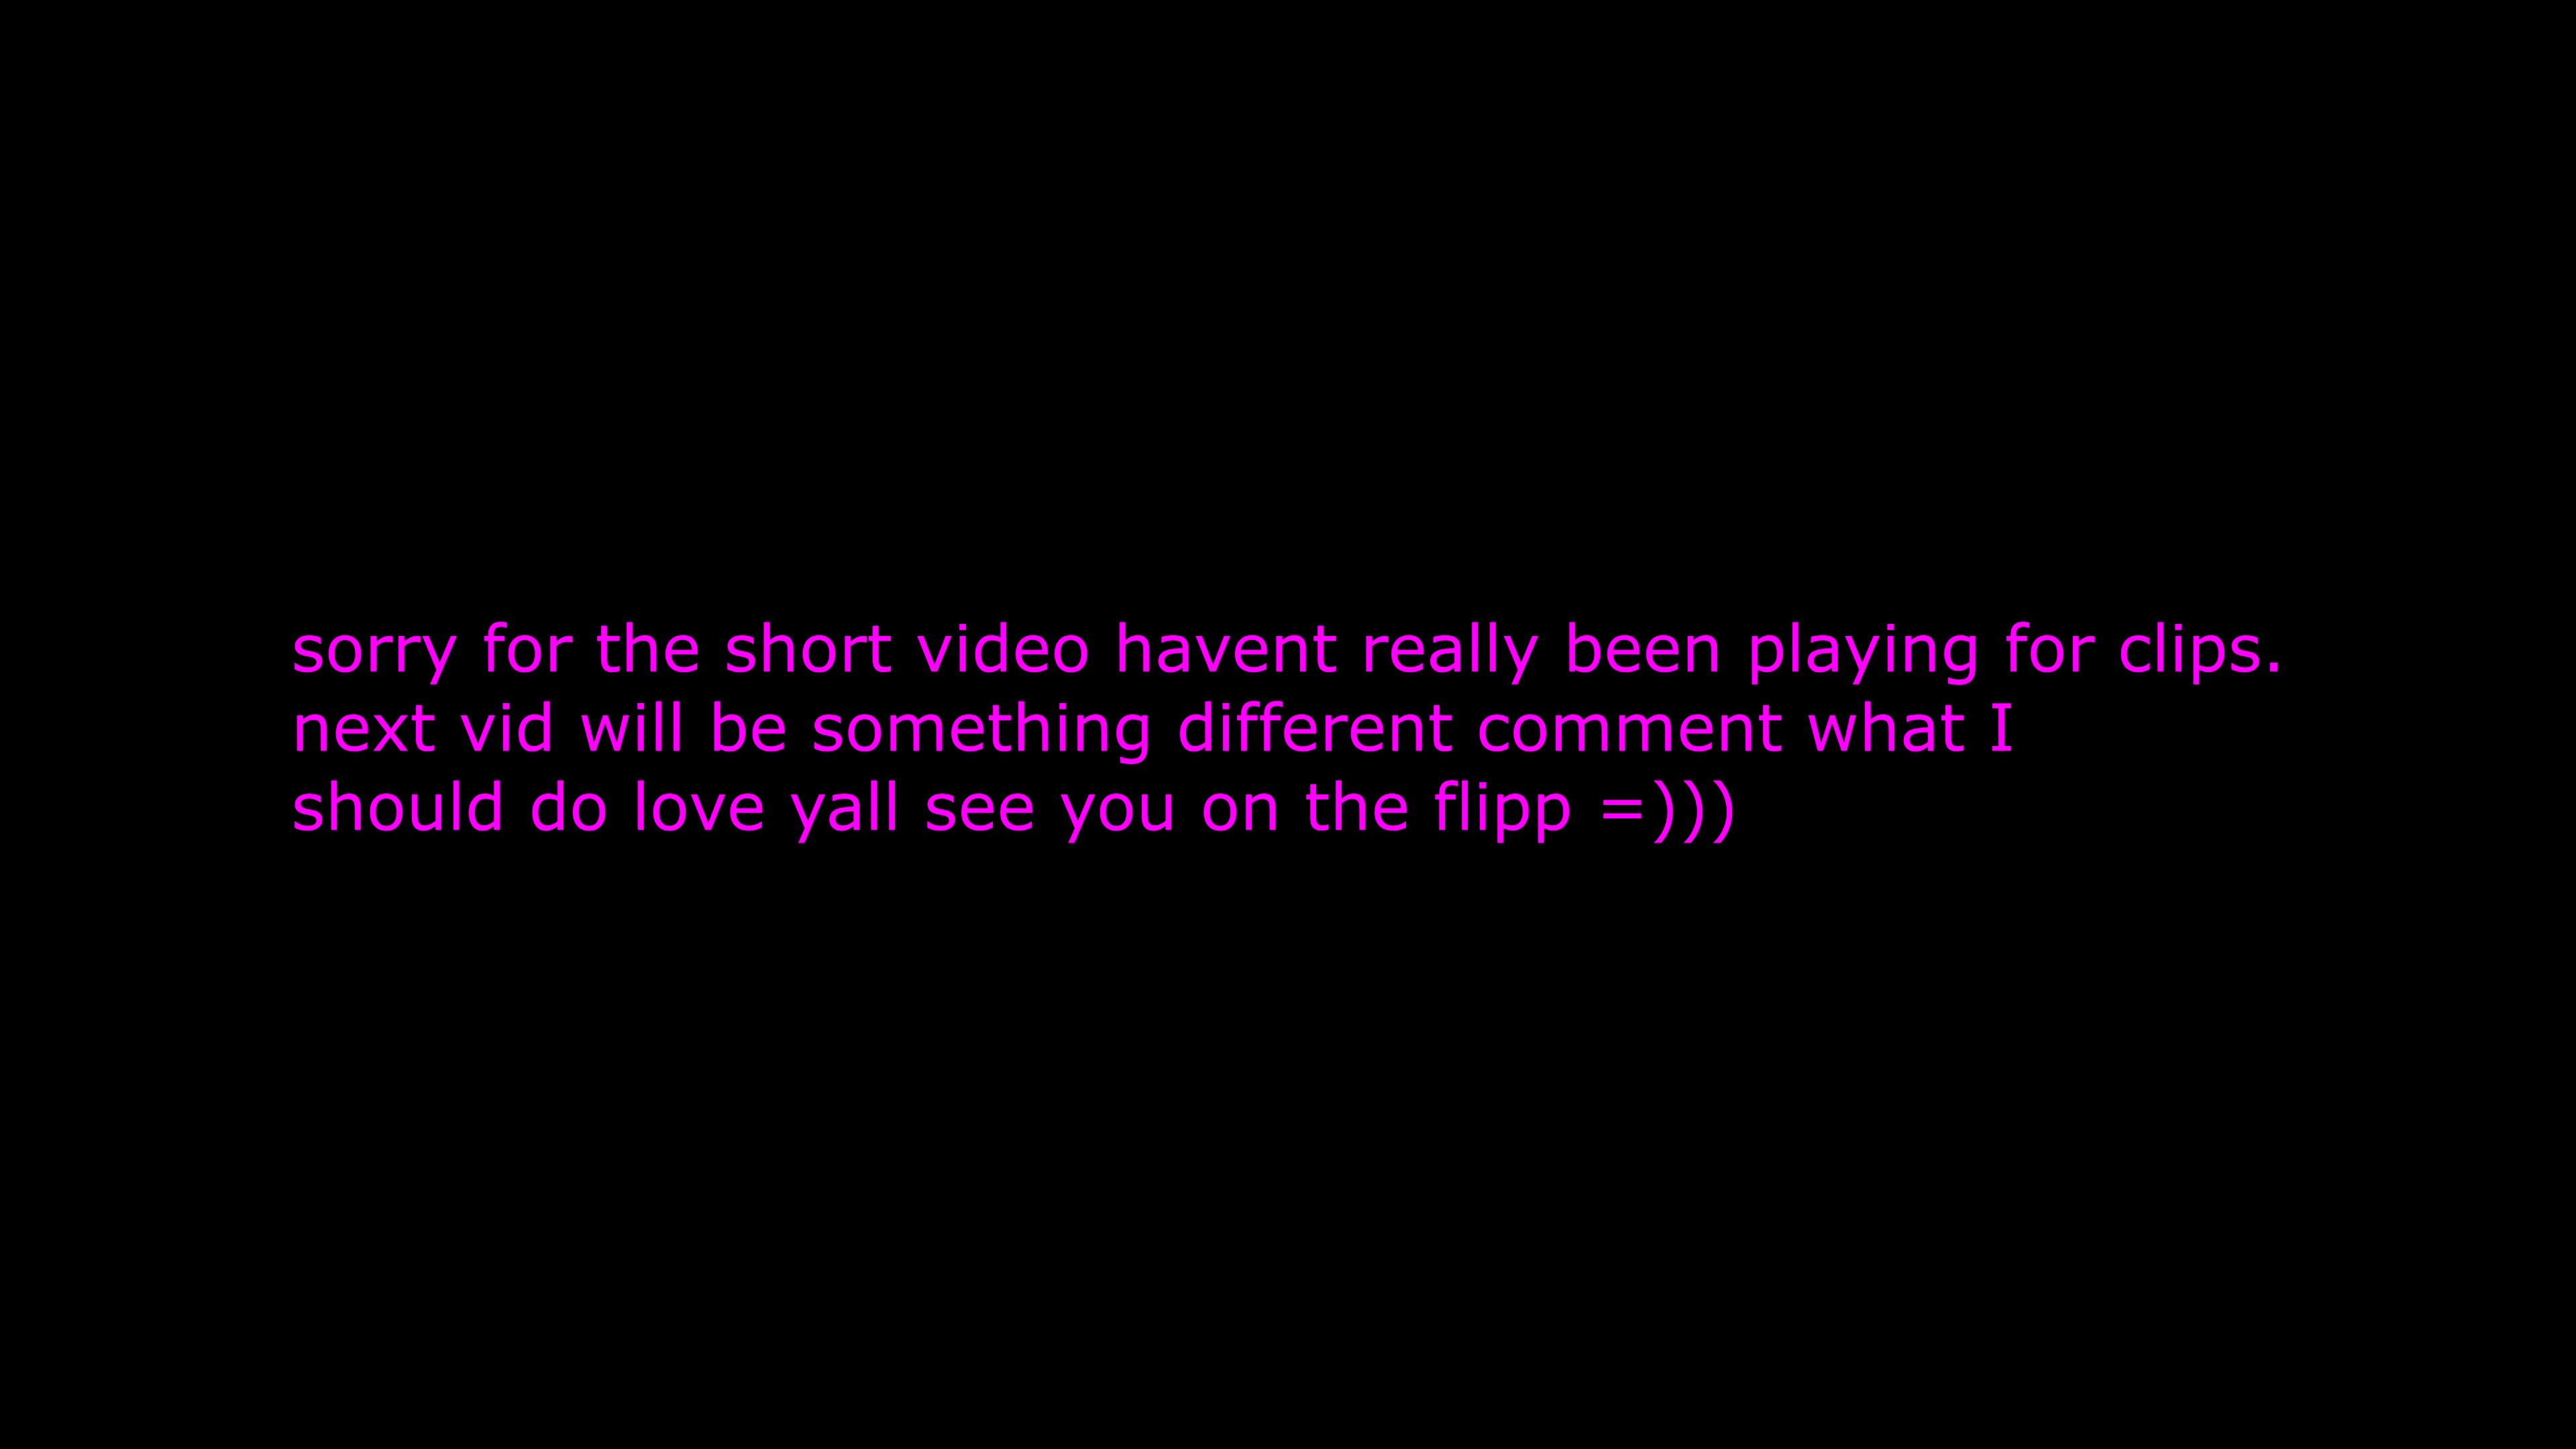 sorry for the short video havent really been playing for clips.
next vid will be something different comment what I
should do love yall see you on the flipp =)))